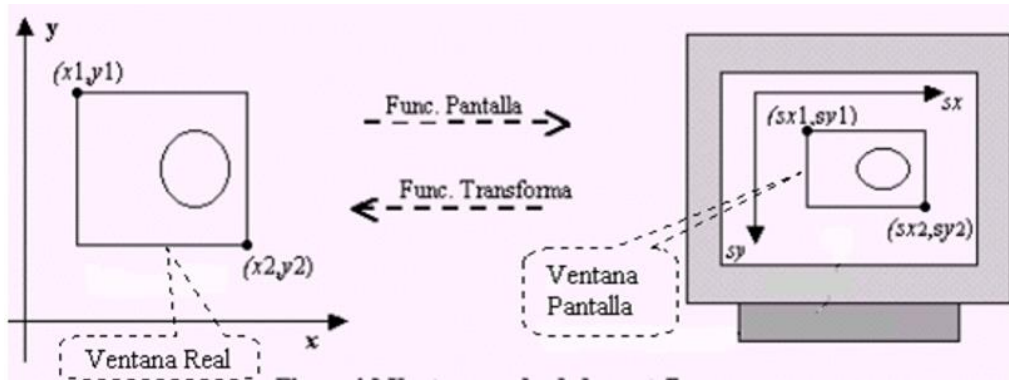 y
(x1,y1)
Func. Pantalla
Func. Transforma
(x2,y2)
x
Ventana Real
sx
(sx1,sy1)
(sx2,sy2)
sy
Ventana
Pantalla